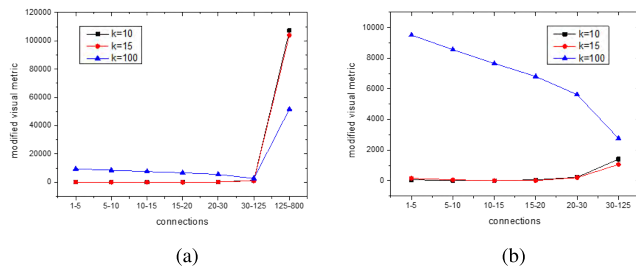 120000
100000
80000
60000
40000
20000
0
modified visual metric
k=10
k=15
k=100
1-5 5-10 10-15 15-20 20-30 30-125 125-800
connections
(a)
10000
8000
6000
4000
2000
0
modified visual metric
k=10
k=15
k=100
1-5 5-10 10-15 15-20 20-30 30-125
connections
(b)